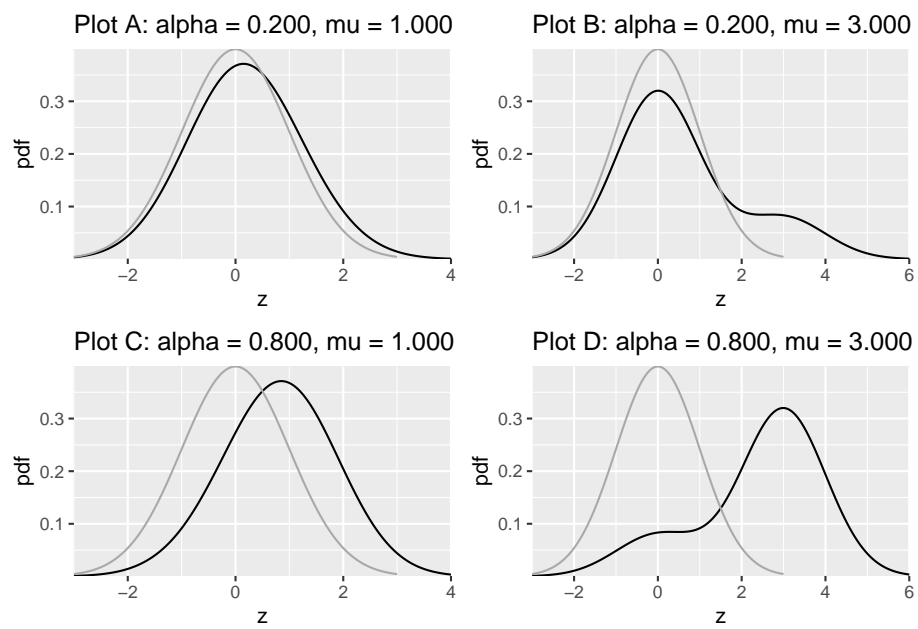 Plot A: alpha = 0.200, mu = 1.000
pdf
0.3
0.2
0.1
−2
0
2
4
z
Plot B: alpha = 0.200, mu = 3.000
pdf
0.3
0.2
0.1
−2
0
2
4
6
z
Plot C: alpha = 0.800, mu = 1.000
pdf
0.3
0.2
0.1
−2
0
2
4
z
Plot D: alpha = 0.800, mu = 3.000
pdf
0.3
0.2
0.1
−2
0
2
4
6
z